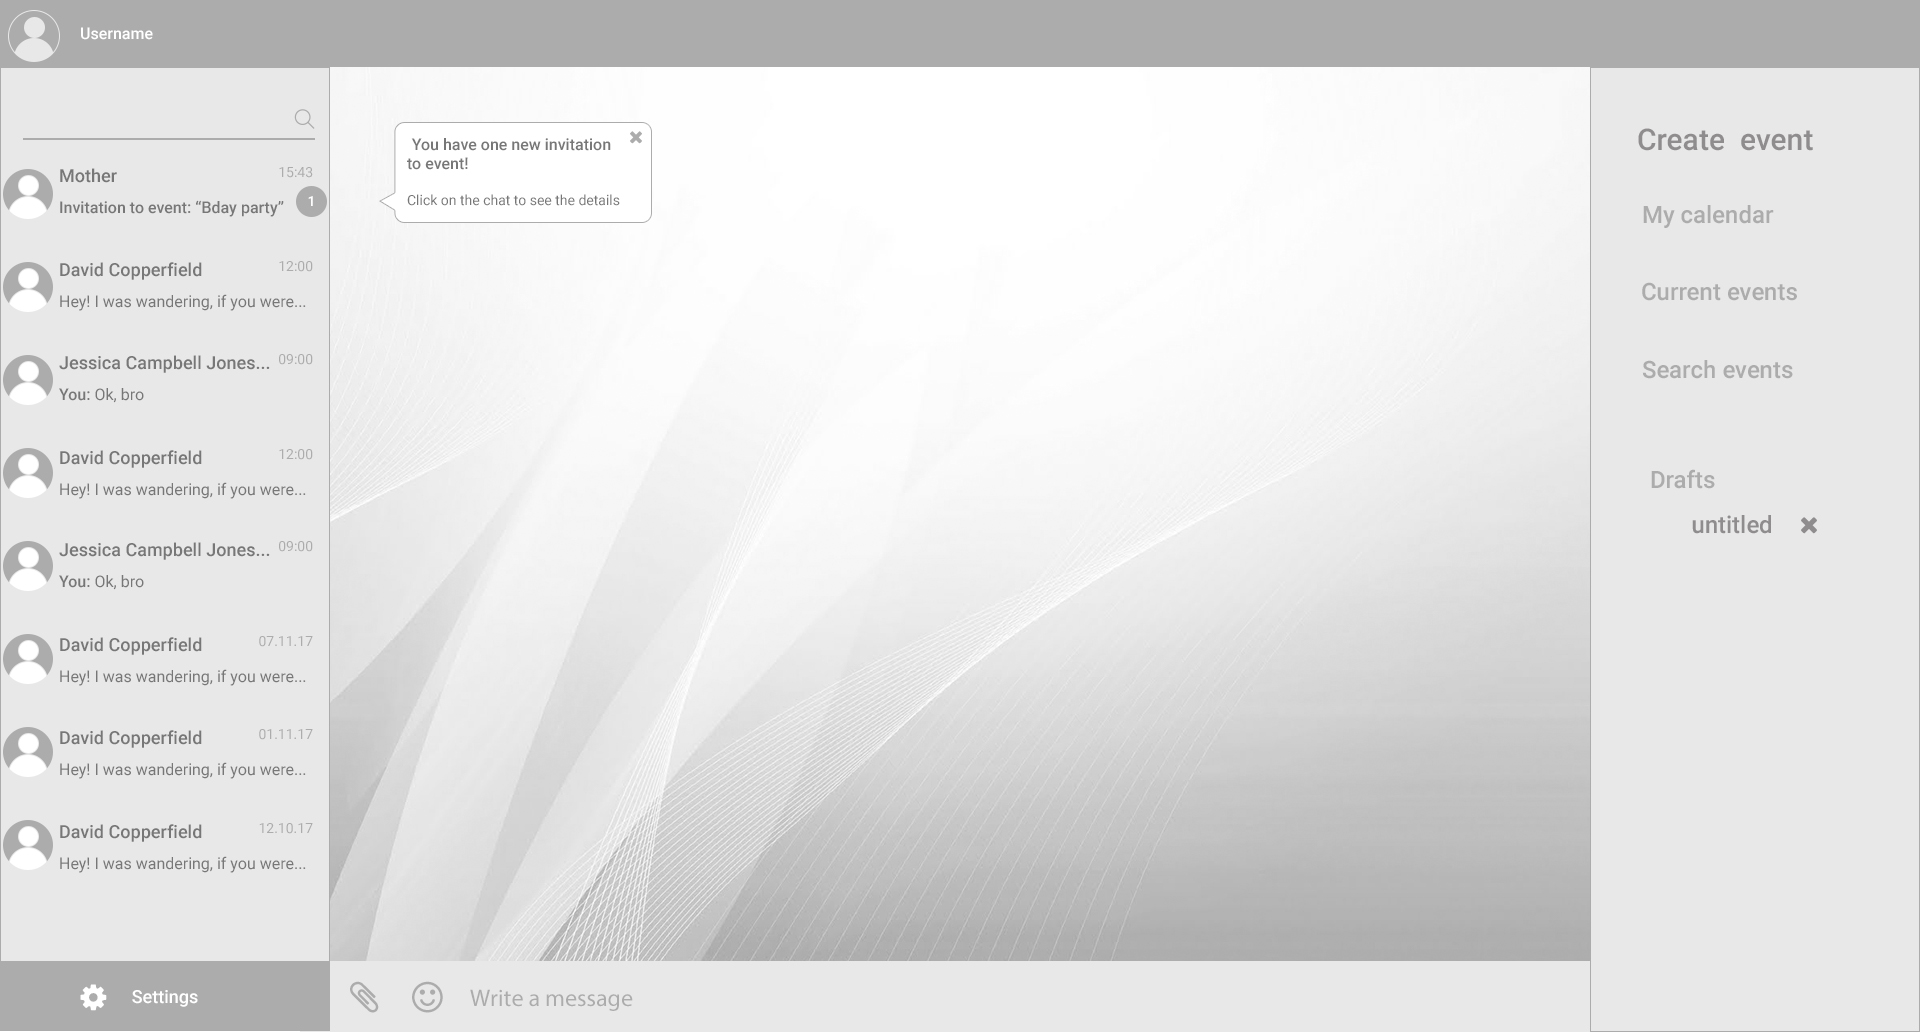 Username
Mother
15:43
Invitation to event: “Bday party”
1
David Copperfield
12:00
Hey! I was wandering, if you were...
Jessica Campbell Jones...
09:00
You: Ok, bro
David Copperfield
12:00
Hey! I was wandering, if you were...
Jessica Campbell Jones...
09:00
You: Ok, bro
David Copperfield
07.11.17
Hey! I was wandering, if you were...
David Copperfield
01.11.17
Hey! I was wandering, if you were...
David Copperfield
12.10.17
Hey! I was wandering, if you were...
Settings
You have one new invitation
to event!
Click on the chat to see the details
Write a message
Create event
My calendar
Current events
Search events
Drafts
untitled